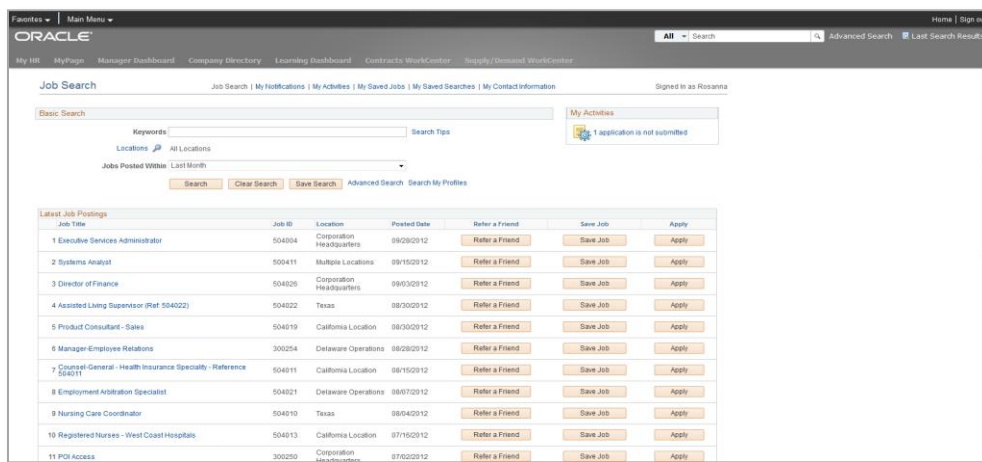 Favorites Main Menu Home | Sign ou
ORACLE All Search Advanced Search Last Search Results
My HR MyPage Manager Dashboard Company Directory Learning Dashboard Contracts WorkCenter Supply/Demand WorkCenter
Job Search Job Search | My Notifications | My Activities | My Saved Jobs | My Saved Searches | My Contact Information Signed in as Rosanna
Basic Search My Activities
Keywords Search Tips 1 application is not submitted
Locations All Locations
Jobs Posted Within Last Month
Search Clear Search Save Search Advanced Search Search My Profiles
Latest Job Postings
Job Title Job ID Location Posted Date Refer a Friend Save Job Apply
1 Executive Services Administrator 504004 Corporation Headquarters 09/28/2012 Refer a Friend Save Job Apply
2 Systems Analyst 500411 Multiple Locations 09/15/2012 Refer a Friend Save Job Apply
3 Director of Finance 504026 Corporation Headquarters 09/03/2012 Refer a Friend Save Job Apply
4 Assisted Living Supervisor (Ref. 504022) 504022 Texas 08/30/2012 Refer a Friend Save Job Apply
5 Product Consultant - Sales 504019 California Location 08/30/2012 Refer a Friend Save Job Apply
6 Manager-Employee Relations 300254 Delaware Operations 08/28/2012 Refer a Friend Save Job Apply
7 Counsel-General - Health Insurance Speciality - Reference 504011 504011 California Location 08/15/2012 Refer a Friend Save Job Apply
8 Employment Arbitration Specialist 504021 Delaware Operations 08/07/2012 Refer a Friend Save Job Apply
9 Nursing Care Coordinator 504010 Texas 08/04/2012 Refer a Friend Save Job Apply
10 Registered Nurses - West Coast Hospitals 504013 California Location 07/16/2012 Refer a Friend Save Job Apply
11 POI Access 300250 Corporation Headquarters 07/02/2012 Refer a Friend Save Job Apply